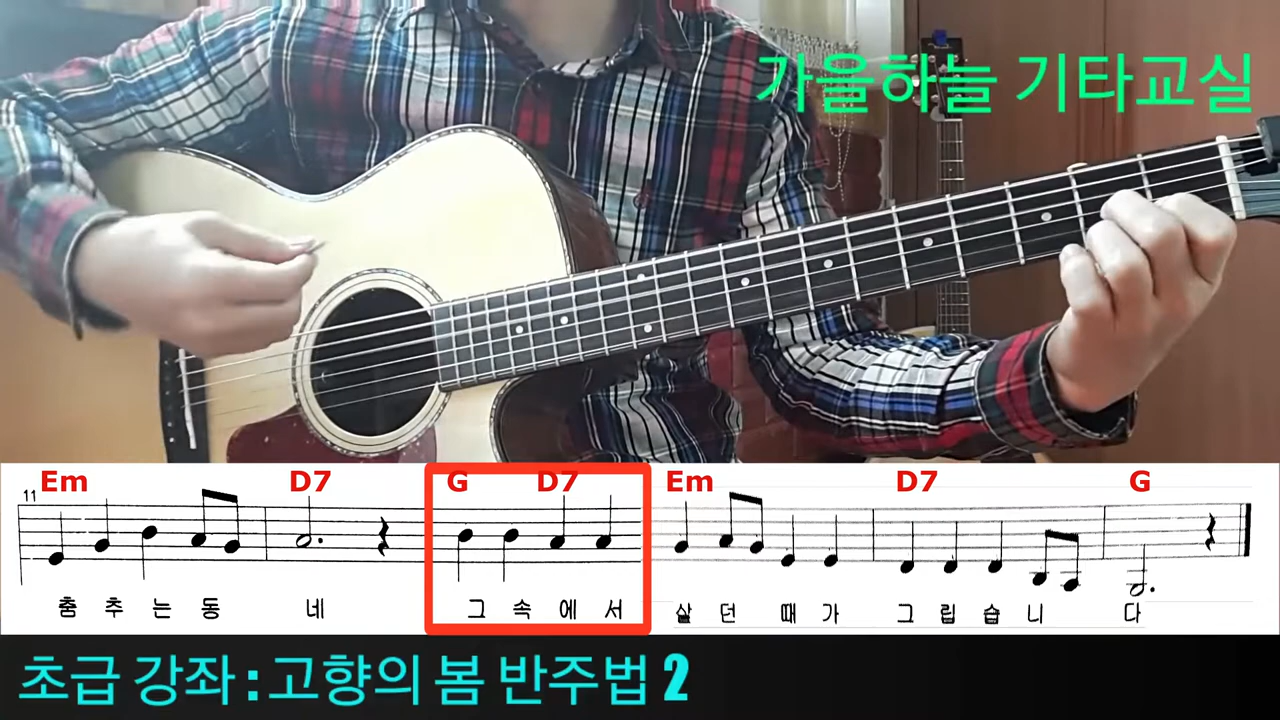 가을하늘 기타교실
Em D7 G D7 Em D7 G
11
춤 추 는 동 네 그 속 에 서 살 던 때 가 그 립 습 니 다
초급 강좌 : 고향의 봄 반주법 2